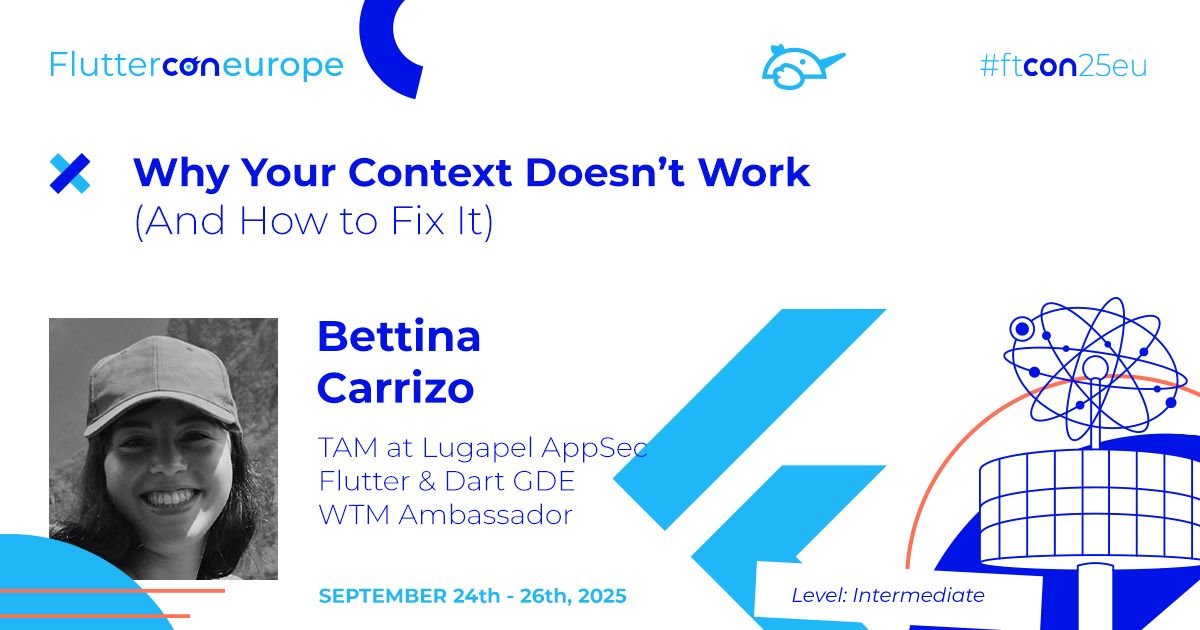 Flutterconeurope
#ftcon25eu
Why Your Context Doesn’t Work
(And How to Fix It)
Bettina
Carrizo
TAM at Lugapel AppSec
Flutter & Dart GDE
WTM Ambassador
SEPTEMBER 24th - 26th, 2025
Level: Intermediate